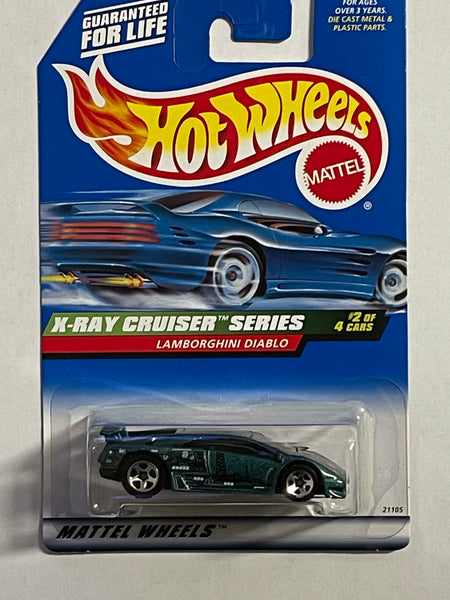 GUARANTEED
FOR LIFE
FOR AGES
OVER 3 YEARS.
DIE CAST METAL &
PLASTIC PARTS.
Hot Wheels
MATTEL
®
X-RAY CRUISER™ SERIES
#2 OF
4 CARS
LAMBORGHINI DIABLO
MATTEL WHEELS™
21105